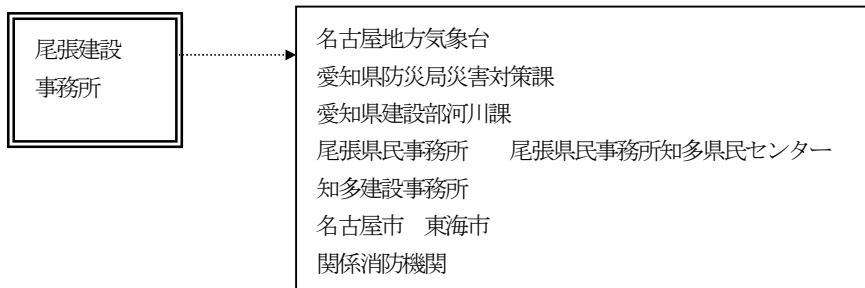 尾張建設
事務所
名古屋地方気象台
愛知県防災局災害対策課
愛知県建設部河川課
尾張県民事務所　　尾張県民事務所知多県民センター
知多建設事務所
名古屋市　東海市
関係消防機関